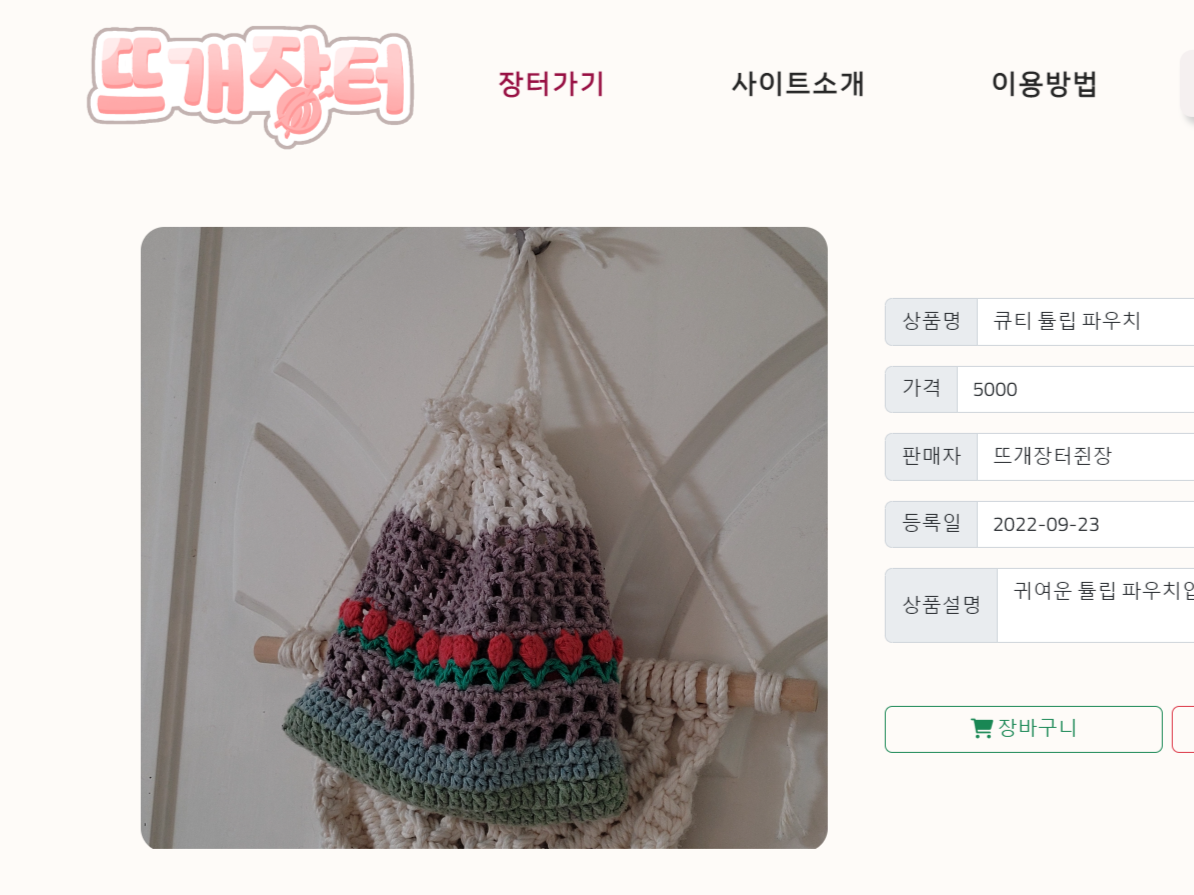 뜨개장터
장터가기 사이트소개 이용방법
상품명 큐티 튤립 파우치
가격 5000
판매자 뜨개장터쥔장
등록일 2022-09-23
상품설명 귀여운 튤립 파우치입
장바구니